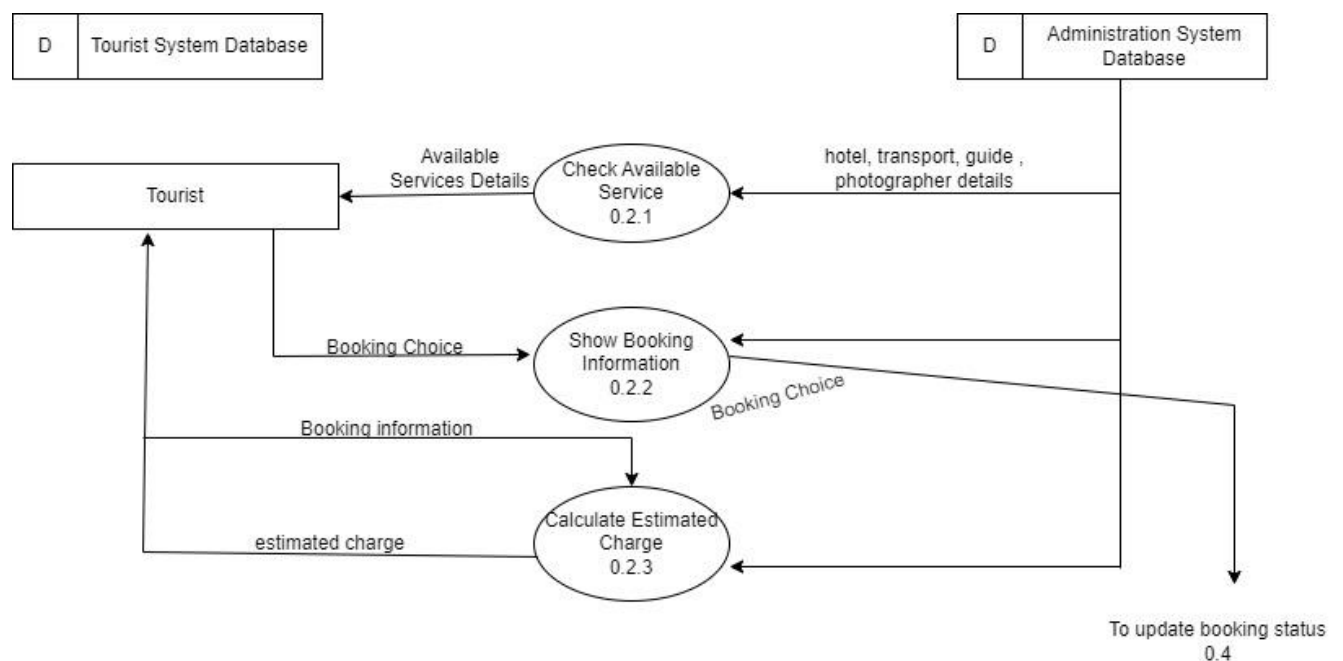 D
Tourist System Database
D
Administration System
Database
Available
Services Details
Check Available
Service
0.2.1
hotel, transport, guide ,
photographer details
Tourist
Booking Choice
Show Booking
Information
0.2.2
Booking Choice
Booking information
Calculate Estimated
Charge
0.2.3
estimated charge
To update booking status
0.4